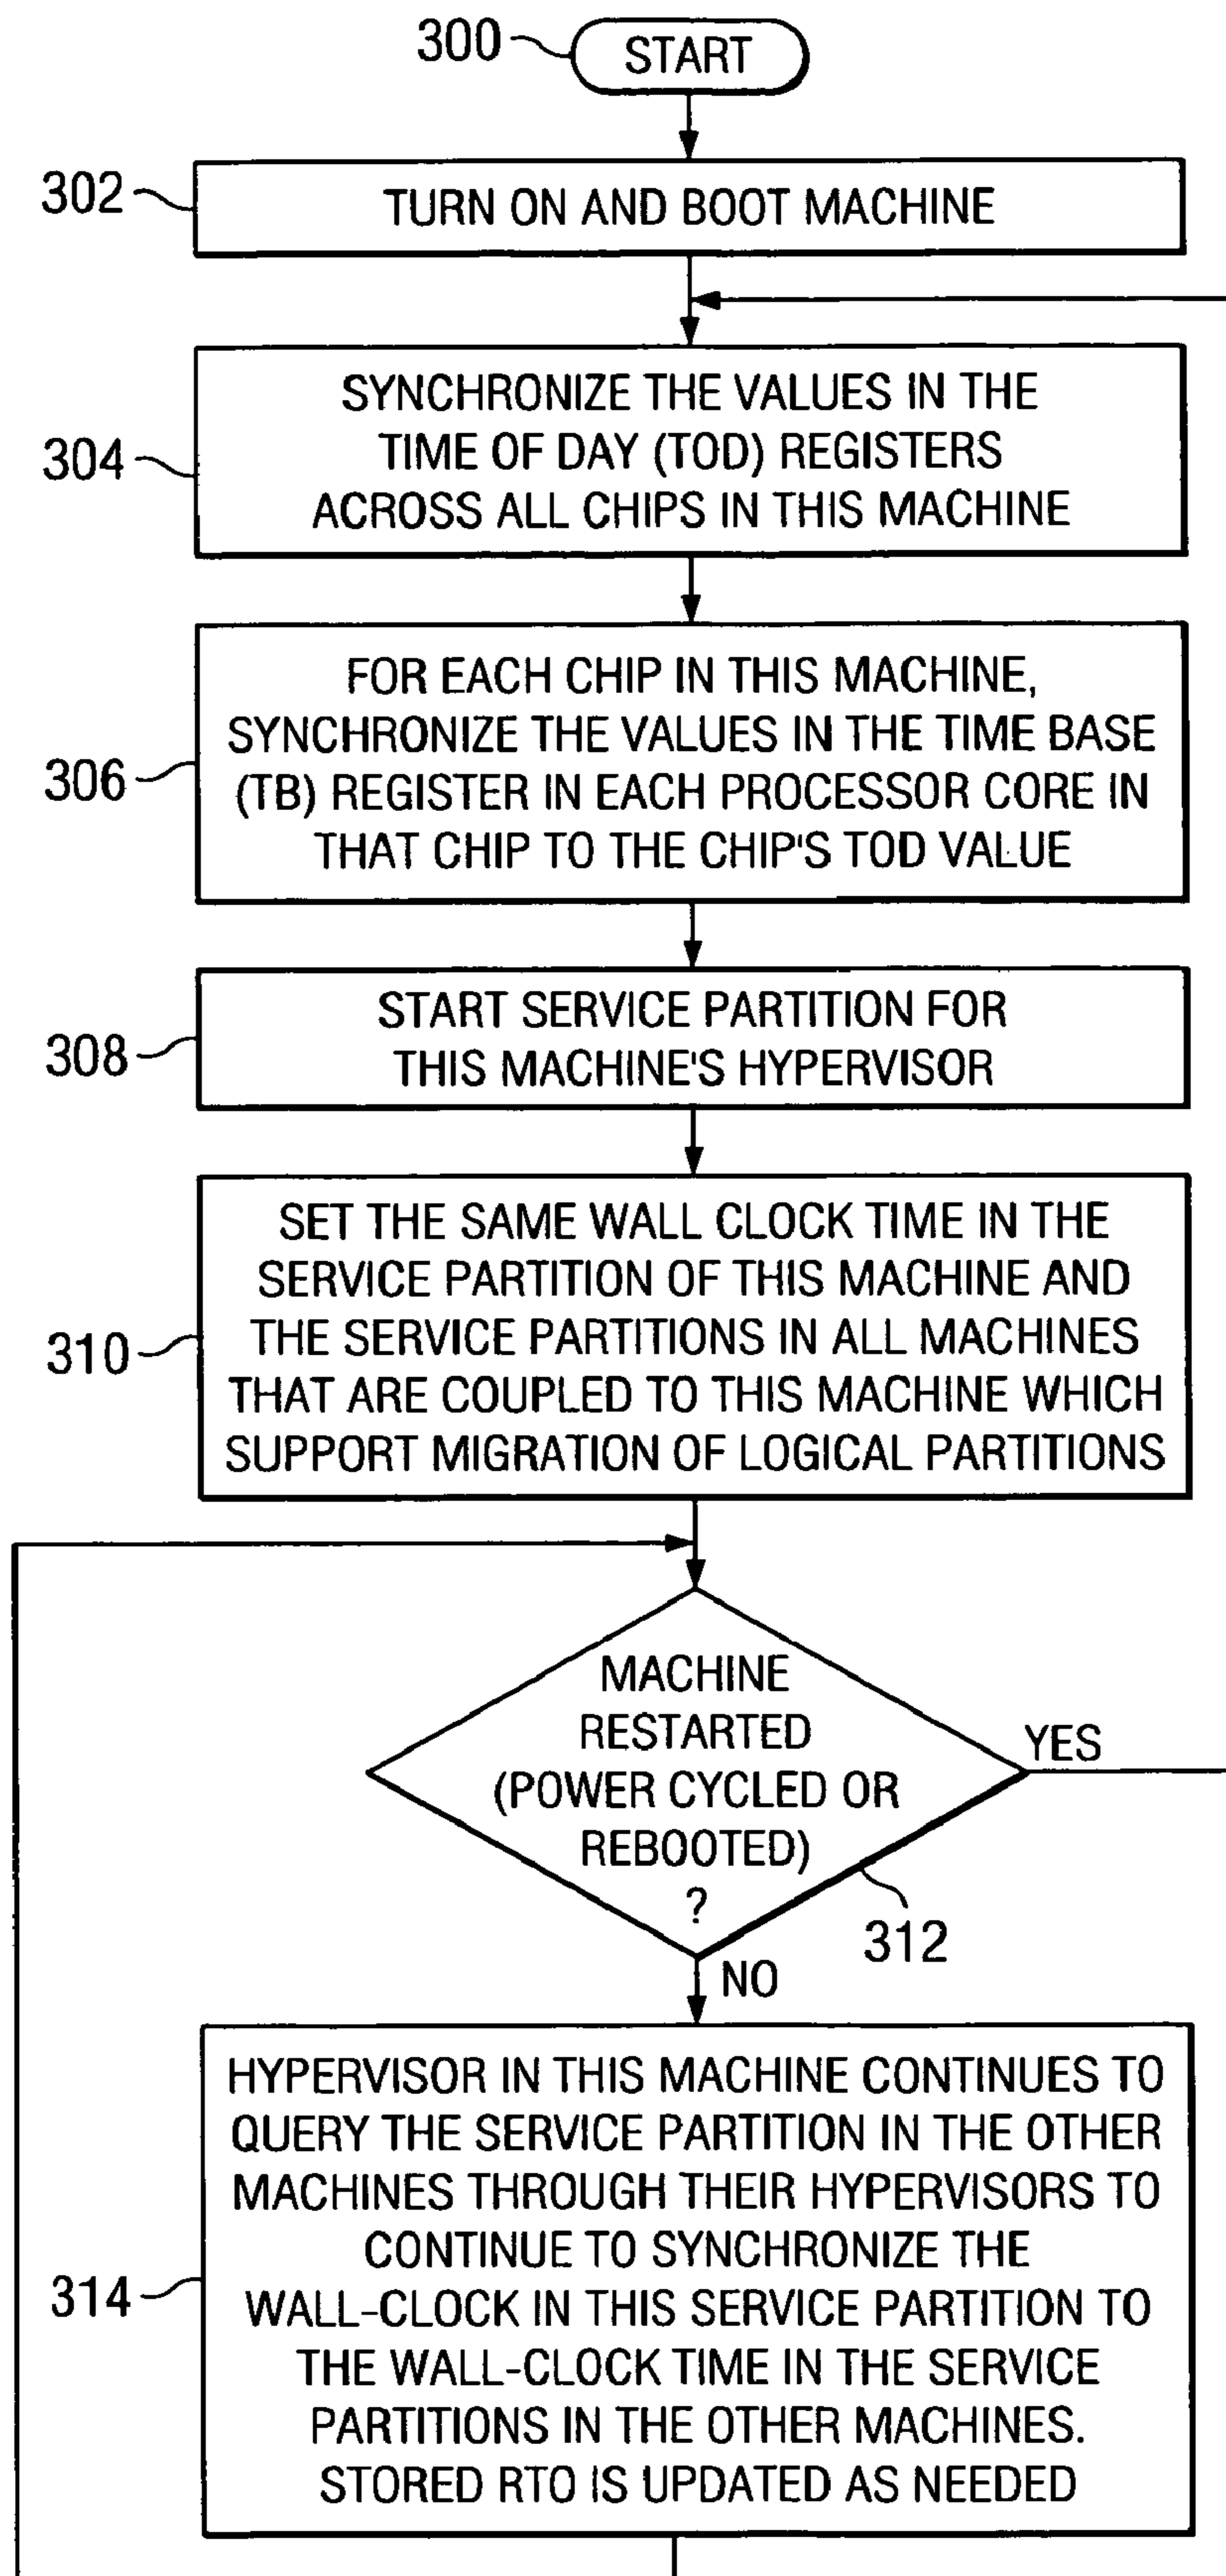 300
START
302
TURN ON AND BOOT MACHINE
304
SYNCHRONIZE THE VALUES IN THE
TIME OF DAY (TOD) REGISTERS
ACROSS ALL CHIPS IN THIS MACHINE
306
FOR EACH CHIP IN THIS MACHINE,
SYNCHRONIZE THE VALUES IN THE TIME BASE
(TB) REGISTER IN EACH PROCESSOR CORE IN
THAT CHIP TO THE CHIP'S TOD VALUE
308
START SERVICE PARTITION FOR
THIS MACHINE'S HYPERVISOR
310
SET THE SAME WALL CLOCK TIME IN THE
SERVICE PARTITION OF THIS MACHINE AND
THE SERVICE PARTITIONS IN ALL MACHINES
THAT ARE COUPLED TO THIS MACHINE WHICH
SUPPORT MIGRATION OF LOGICAL PARTITIONS
MACHINE
RESTARTED
(POWER CYCLED OR
REBOOTED)
?
YES
312
NO
314
HYPERVISOR IN THIS MACHINE CONTINUES TO
QUERY THE SERVICE PARTITION IN THE OTHER
MACHINES THROUGH THEIR HYPERVISORS TO
CONTINUE TO SYNCHRONIZE THE
WALL-CLOCK IN THIS SERVICE PARTITION TO
THE WALL-CLOCK TIME IN THE SERVICE
PARTITIONS IN THE OTHER MACHINES.
STORED RTO IS UPDATED AS NEEDED